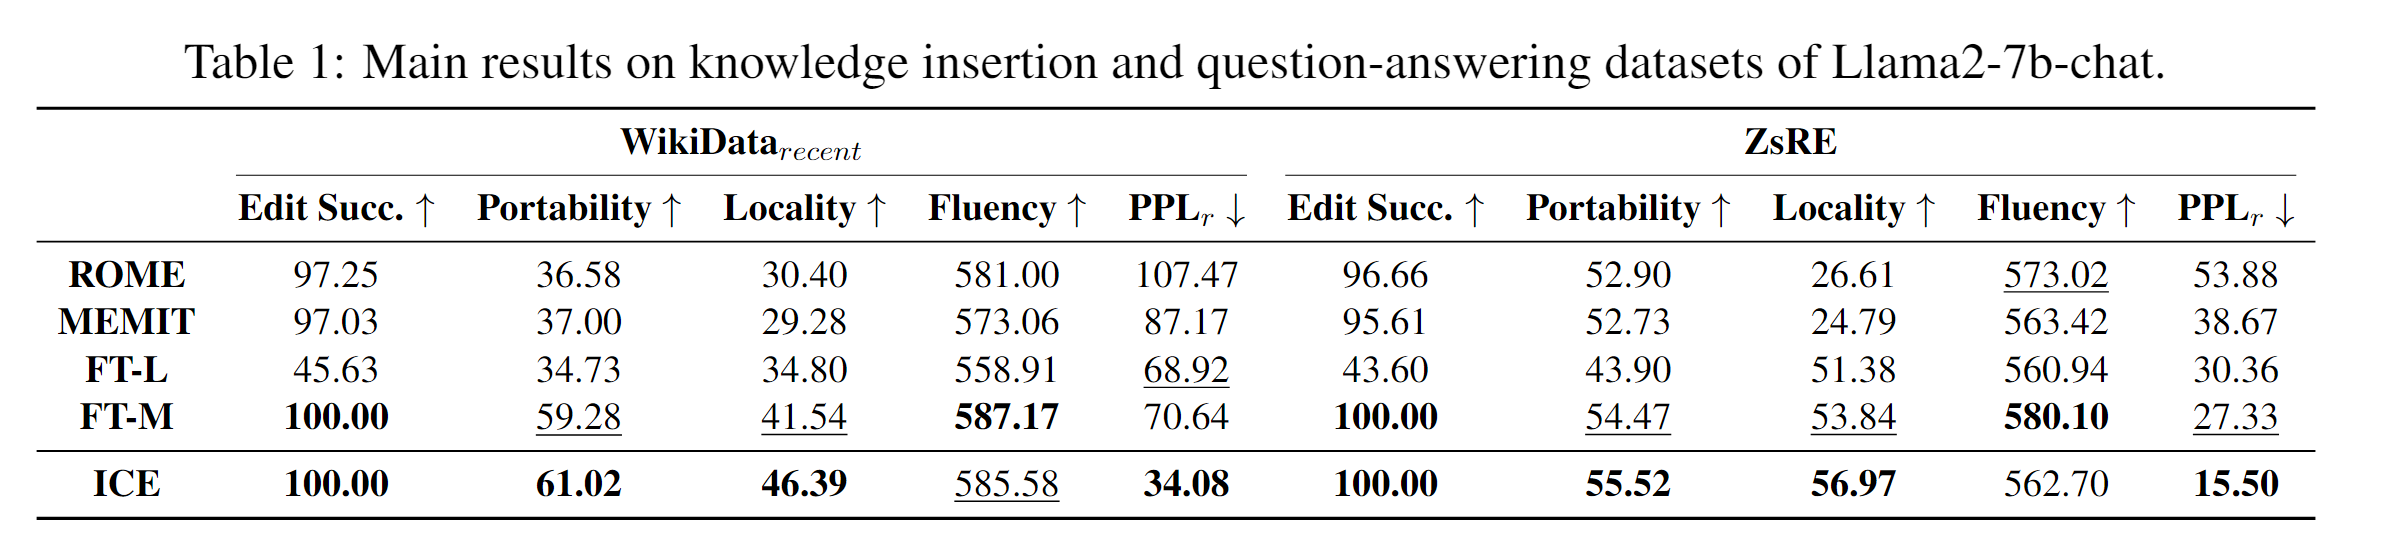 Table 1: Main results on knowledge insertion and question-answering datasets of Llama2-7b-chat.
WikiData_recent ZsRE
Edit Succ. ↑ Portability ↑ Locality ↑ Fluency ↑ PPL_r ↓ Edit Succ. ↑ Portability ↑ Locality ↑ Fluency ↑ PPL_r ↓
ROME 97.25 36.58 30.40 581.00 107.47 96.66 52.90 26.61 573.02 53.88
MEMIT 97.03 37.00 29.28 573.06 87.17 95.61 52.73 24.79 563.42 38.67
FT-L 45.63 34.73 34.80 558.91 68.92 43.60 43.90 51.38 560.94 30.36
FT-M 100.00 59.28 41.54 587.17 70.64 100.00 54.47 53.84 580.10 27.33
ICE 100.00 61.02 46.39 585.58 34.08 100.00 55.52 56.97 562.70 15.50